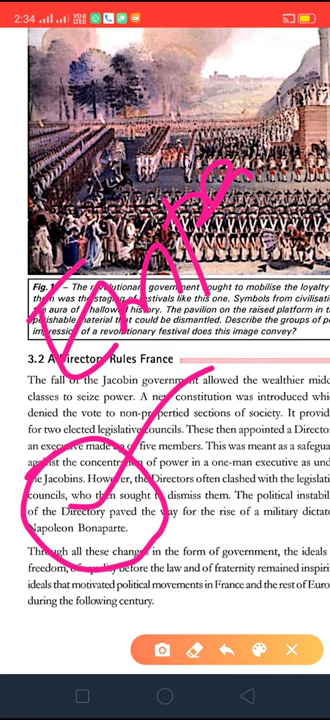 2:34
Fig. – The revolutionary government sought to mobilise the loyalty
them was the staging of festivals like this one. Symbols from civilisati
e aura of hallowed history. The pavilion on the raised platform in t
perishable material that could be dismantled. Describe the groups of pe
impression of a revolutionary festival does this image convey?
3.2 A Directory Rules France
The fall of the Jacobin government allowed the wealthier midd
classes to seize power. A new constitution was introduced whi
denied the vote to non-propertied sections of society. It provid
for two elected legislative councils. These then appointed a Directo
an executive made up of five members. This was meant as a safegua
against the concentration of power in a one-man executive as und
the Jacobins. However, the Directors often clashed with the legislati
councils, who then sought to dismiss them. The political instabil
of the Directory paved the way for the rise of a military dictato
Napoleon Bonaparte.
Through all these changes in the form of government, the ideals
freedom, of equality before the law and of fraternity remained inspiri
ideals that motivated political movements in France and the rest of Euro
during the following century.